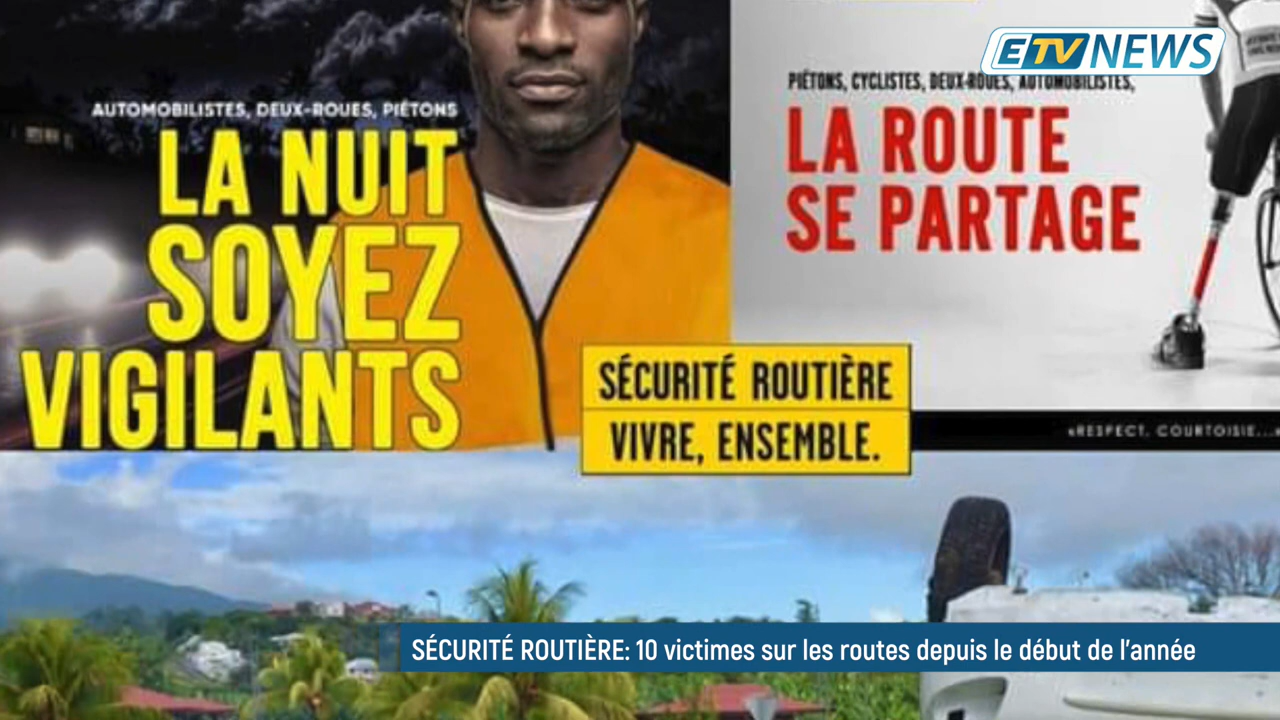 ETV NEWS
AUTOMOBILISTES, DEUX-ROUES, PIÉTONS
LA NUIT
SOYEZ
VIGILANTS
PIÉTONS, CYCLISTES, DEUX-ROUES, AUTOMOBILISTES,
LA ROUTE
SE PARTAGE
SÉCURITÉ ROUTIÈRE
VIVRE, ENSEMBLE.
«RESPECT, COURTOISIE...»
SÉCURITÉ ROUTIÈRE: 10 victimes sur les routes depuis le début de l'année